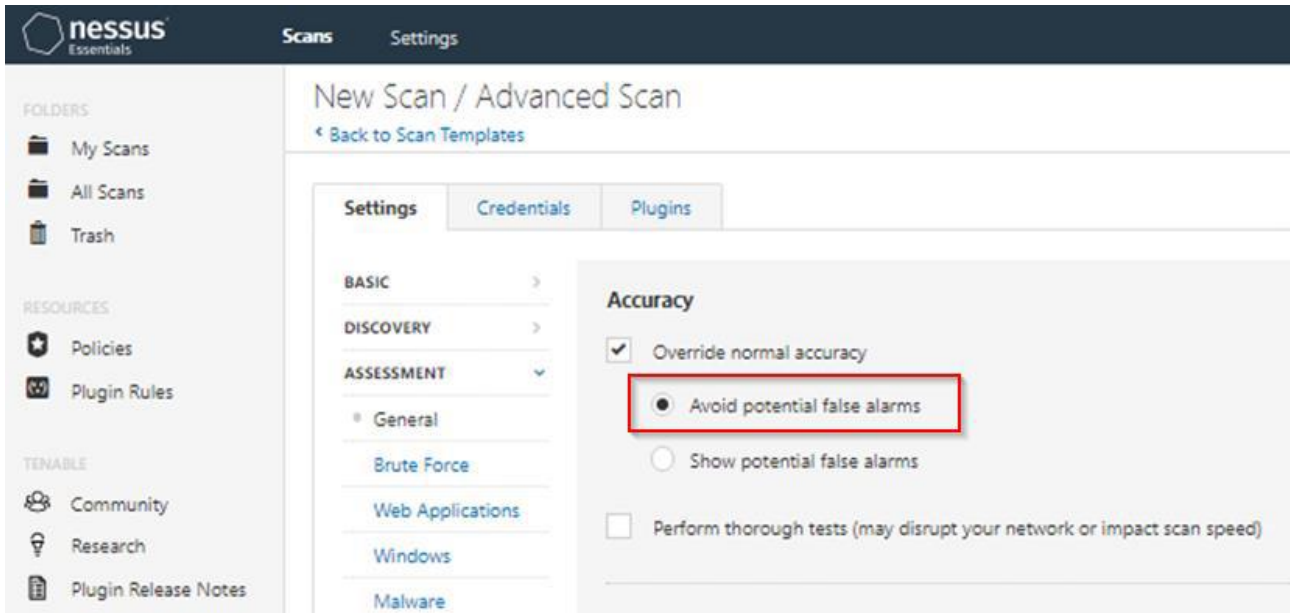 nessus
Essentials
Scans
Settings
FOLDERS
My Scans
All Scans
Trash
RESOURCES
Policies
Plugin Rules
TENABLE
Community
Research
Plugin Release Notes
New Scan / Advanced Scan
Back to Scan Templates
Settings
Credentials
Plugins
BASIC
DISCOVERY
ASSESSMENT
General
Brute Force
Web Applications
Windows
Malware
Accuracy
Override normal accuracy
Avoid potential false alarms
Show potential false alarms
Perform thorough tests (may disrupt your network or impact scan speed)